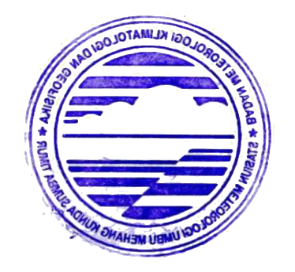 BADAN METEOROLOGI KLIMATOLOGI DAN GEOFISIKA
STASIUN METEOROLOGI UMBU MEHANG KUNDA SUMBA TIMUR